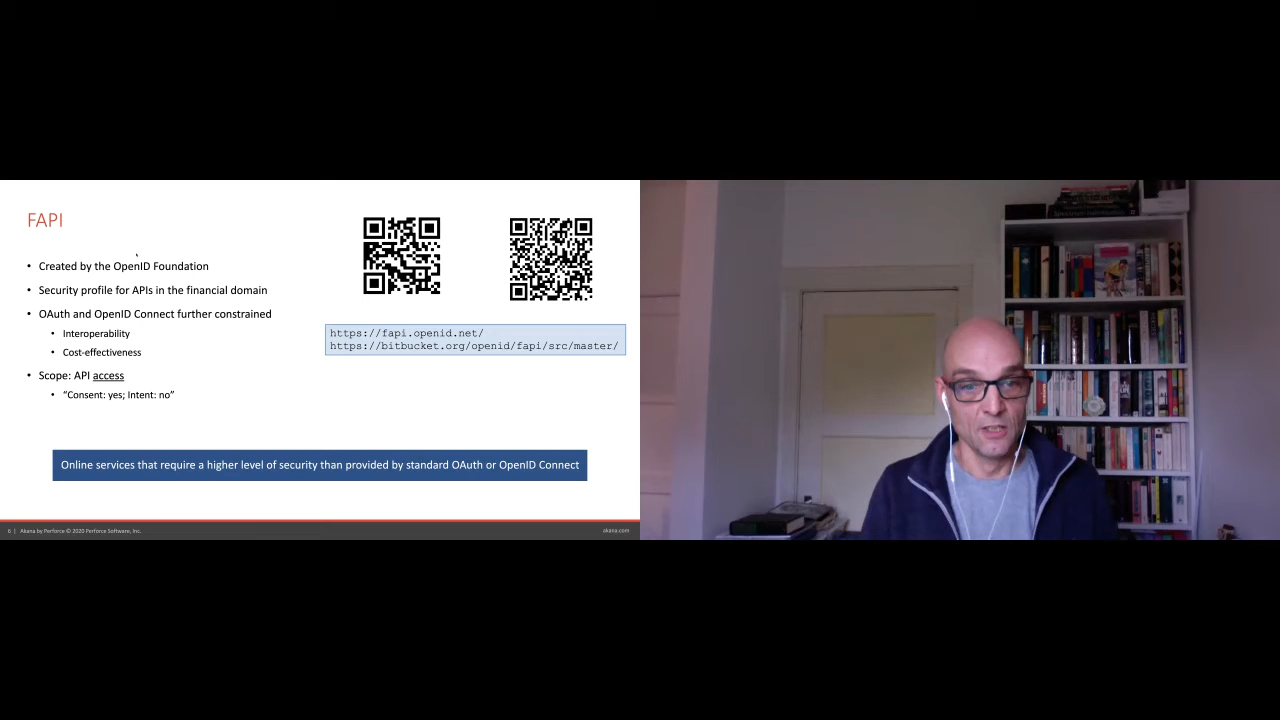 FAPI
• Created by the OpenID Foundation
• Security profile for APIs in the financial domain
• OAuth and OpenID Connect further constrained
• Interoperability
• Cost-effectiveness
• Scope: API access
• “Consent: yes; Intent: no”
https://fapi.openid.net/
https://bitbucket.org/openid/fapi/src/master/
Online services that require a higher level of security than provided by standard OAuth or OpenID Connect
6 | Akana by Perforce © 2020 Perforce Software, Inc.
akana.com